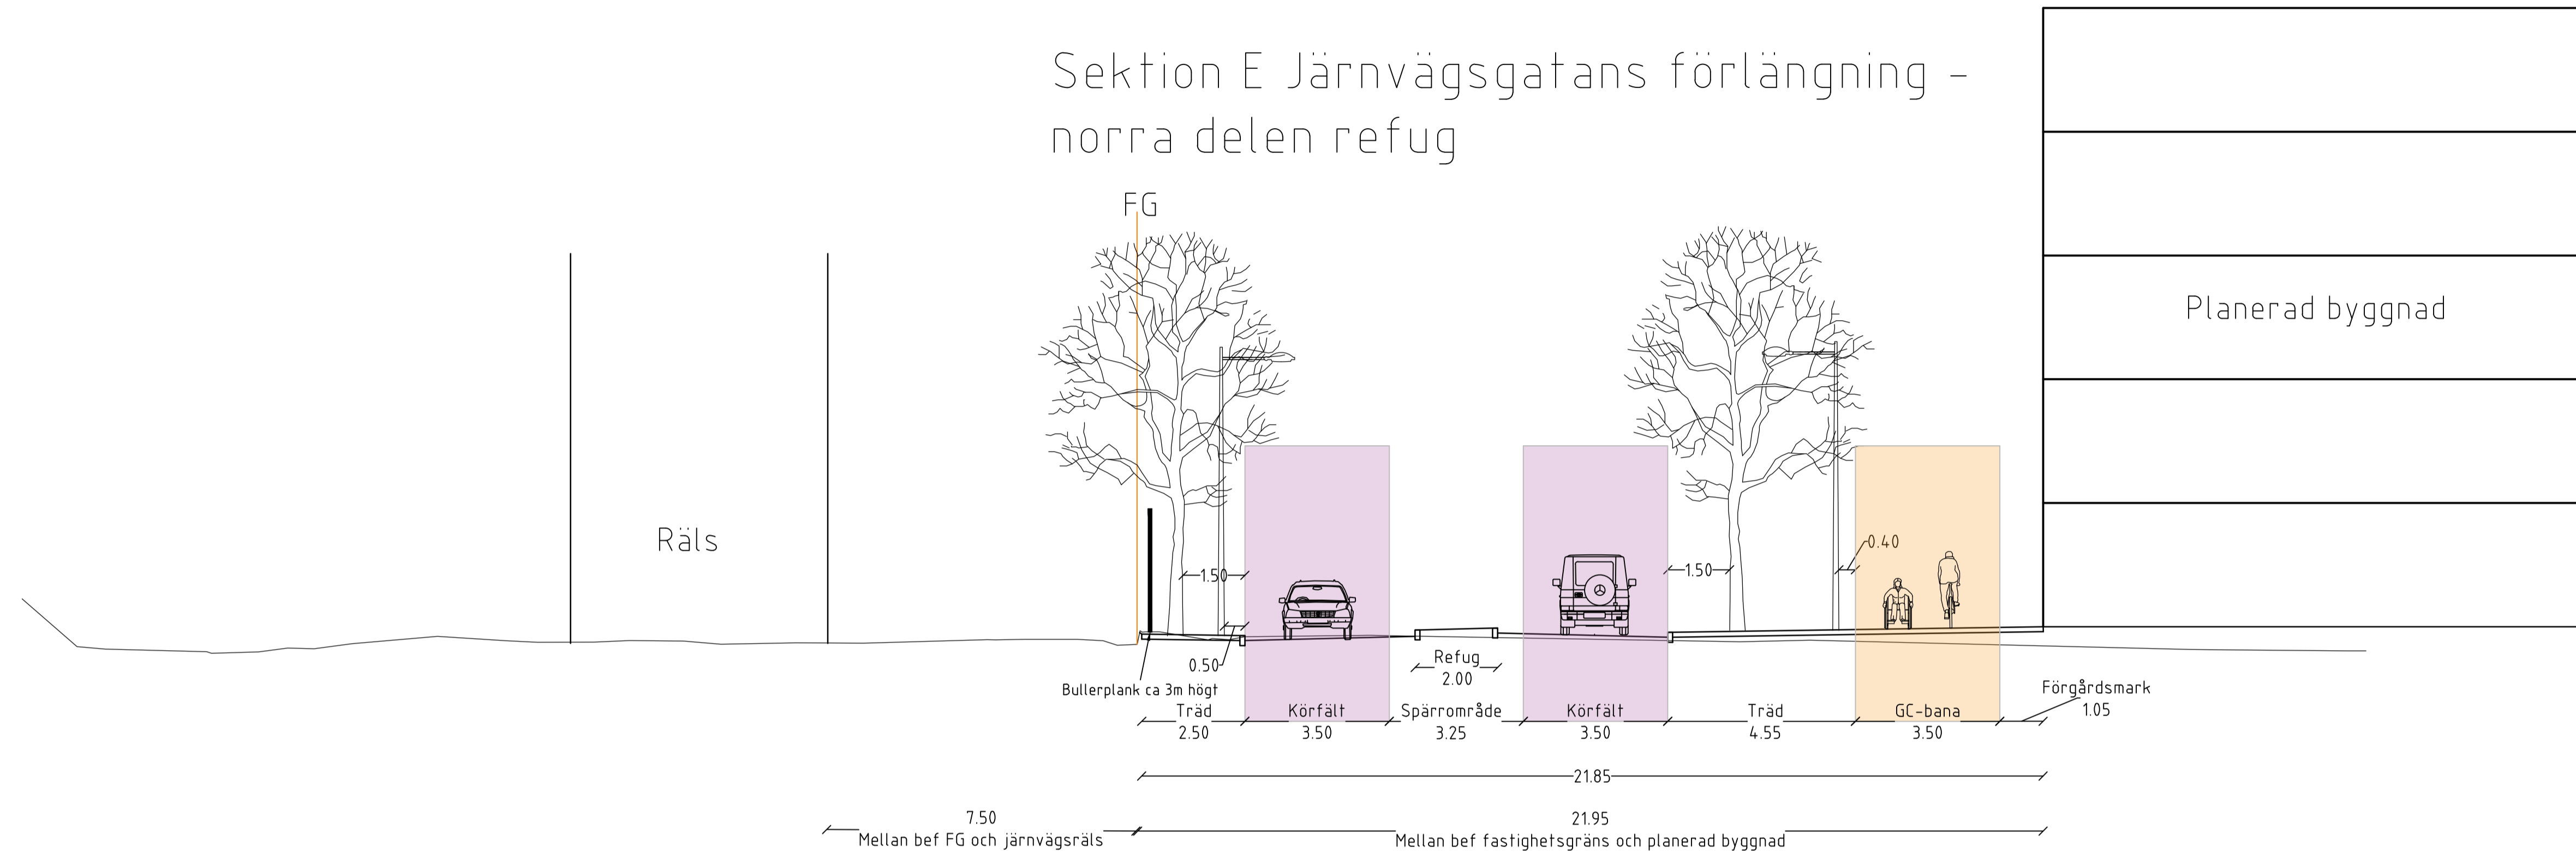 Sektion E Järnvägsgatans förlängning -
norra delen refug
FG
Planerad byggnad
Räls
1.50
1.50
0.40
0.50
Bullerplank ca 3m högt
Refug
2.00
Förgårdsmark
1.05
Träd
2.50
Körfält
3.50
Spärrområde
3.25
Körfält
3.50
Träd
4.55
GC-bana
3.50
21.85
7.50
Mellan bef FG och järnvägsräls
21.95
Mellan bef fastighetsgräns och planerad byggnad